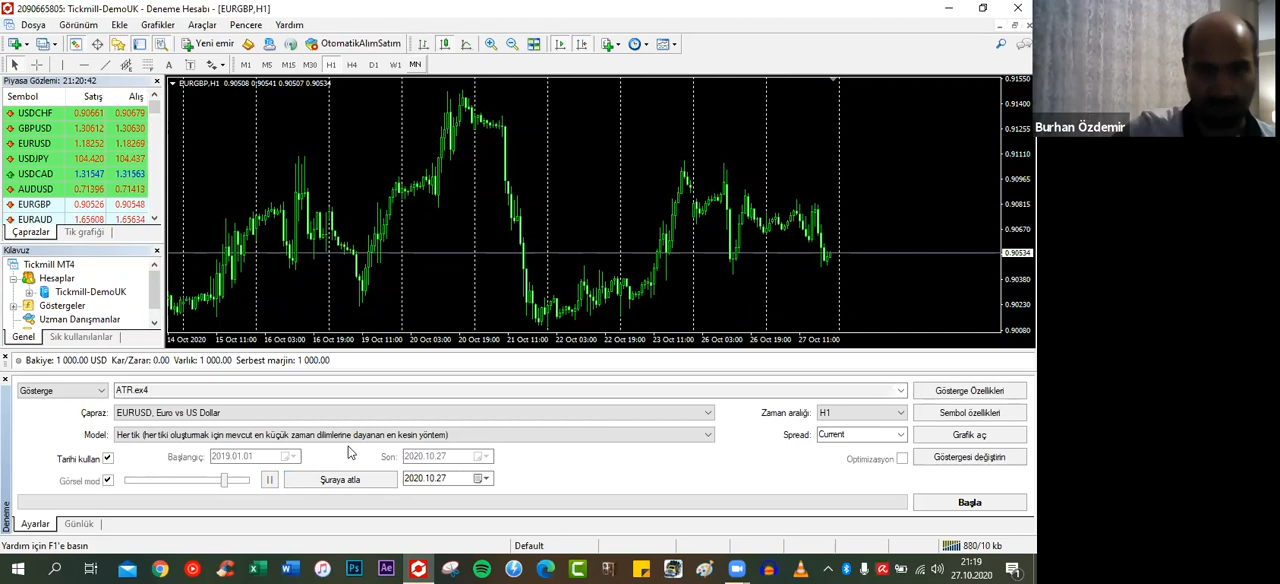 2090665805: Tickmill-DemoUK - Deneme Hesabı - [EURGBP,H1]
Dosya Görünüm Ekle Grafikler Araçlar Pencere Yardım
Yeni emir OtomatikAlımSatım
A T M1 M5 M15 M30 H1 H4 D1 W1 MN
Piyasa Gözlemi: 21:20:42
Sembol Satış Alış
USDCHF 0.90661 0.90679
GBPUSD 1.30612 1.30630
EURUSD 1.18252 1.18269
USDJPY 104.420 104.437
USDCAD 1.31547 1.31563
AUDUSD 0.71396 0.71413
EURGBP 0.90526 0.90548
EURAUD 1.65608 1.65634
Çaprazlar Tik grafiği
Kılavuz
Tickmill MT4
Hesaplar
Tickmill-DemoUK
Göstergeler
Uzman Danışmanlar
Genel Sık kullanılanlar
EURGBP,H1 0.90508 0.90541 0.90507 0.90534
0.91550
0.91400
0.91255
0.91110
0.90965
0.90815
0.90670
0.90534
0.90380
0.90230
0.90080
14 Oct 2020 15 Oct 11:00 16 Oct 11:00 16 Oct 19:00 19 Oct 11:00 20 Oct 03:00 20 Oct 19:00 21 Oct 11:00 22 Oct 03:00 22 Oct 19:00 23 Oct 11:00 26 Oct 03:00 26 Oct 19:00 27 Oct 11:00
Burhan Özdemir
Bakiye: 1 000.00 USD Kar/Zarar: 0.00 Varlık: 1 000.00 Serbest marjin: 1 000.00
Gösterge ATR.ex4 Gösterge Özellikleri
Çapraz: EURUSD, Euro vs US Dollar Zaman aralığı: H1 Sembol özellikleri
Model: Her tik (her tiki oluşturmak için mevcut en küçük zaman dilimlerine dayanan en kesin yöntem) Spread: Current Grafik aç
Tarihi kullan Başlangıç: 2019.01.01 Son: 2020.10.27 Optimizasyon Göstergesi değiştirin
Görsel mod Şuraya atla 2020.10.27
Başla
Deneme
Ayarlar Günlük
Yardım için F1'e basın Default 880/10 kb
21:19
27.10.2020